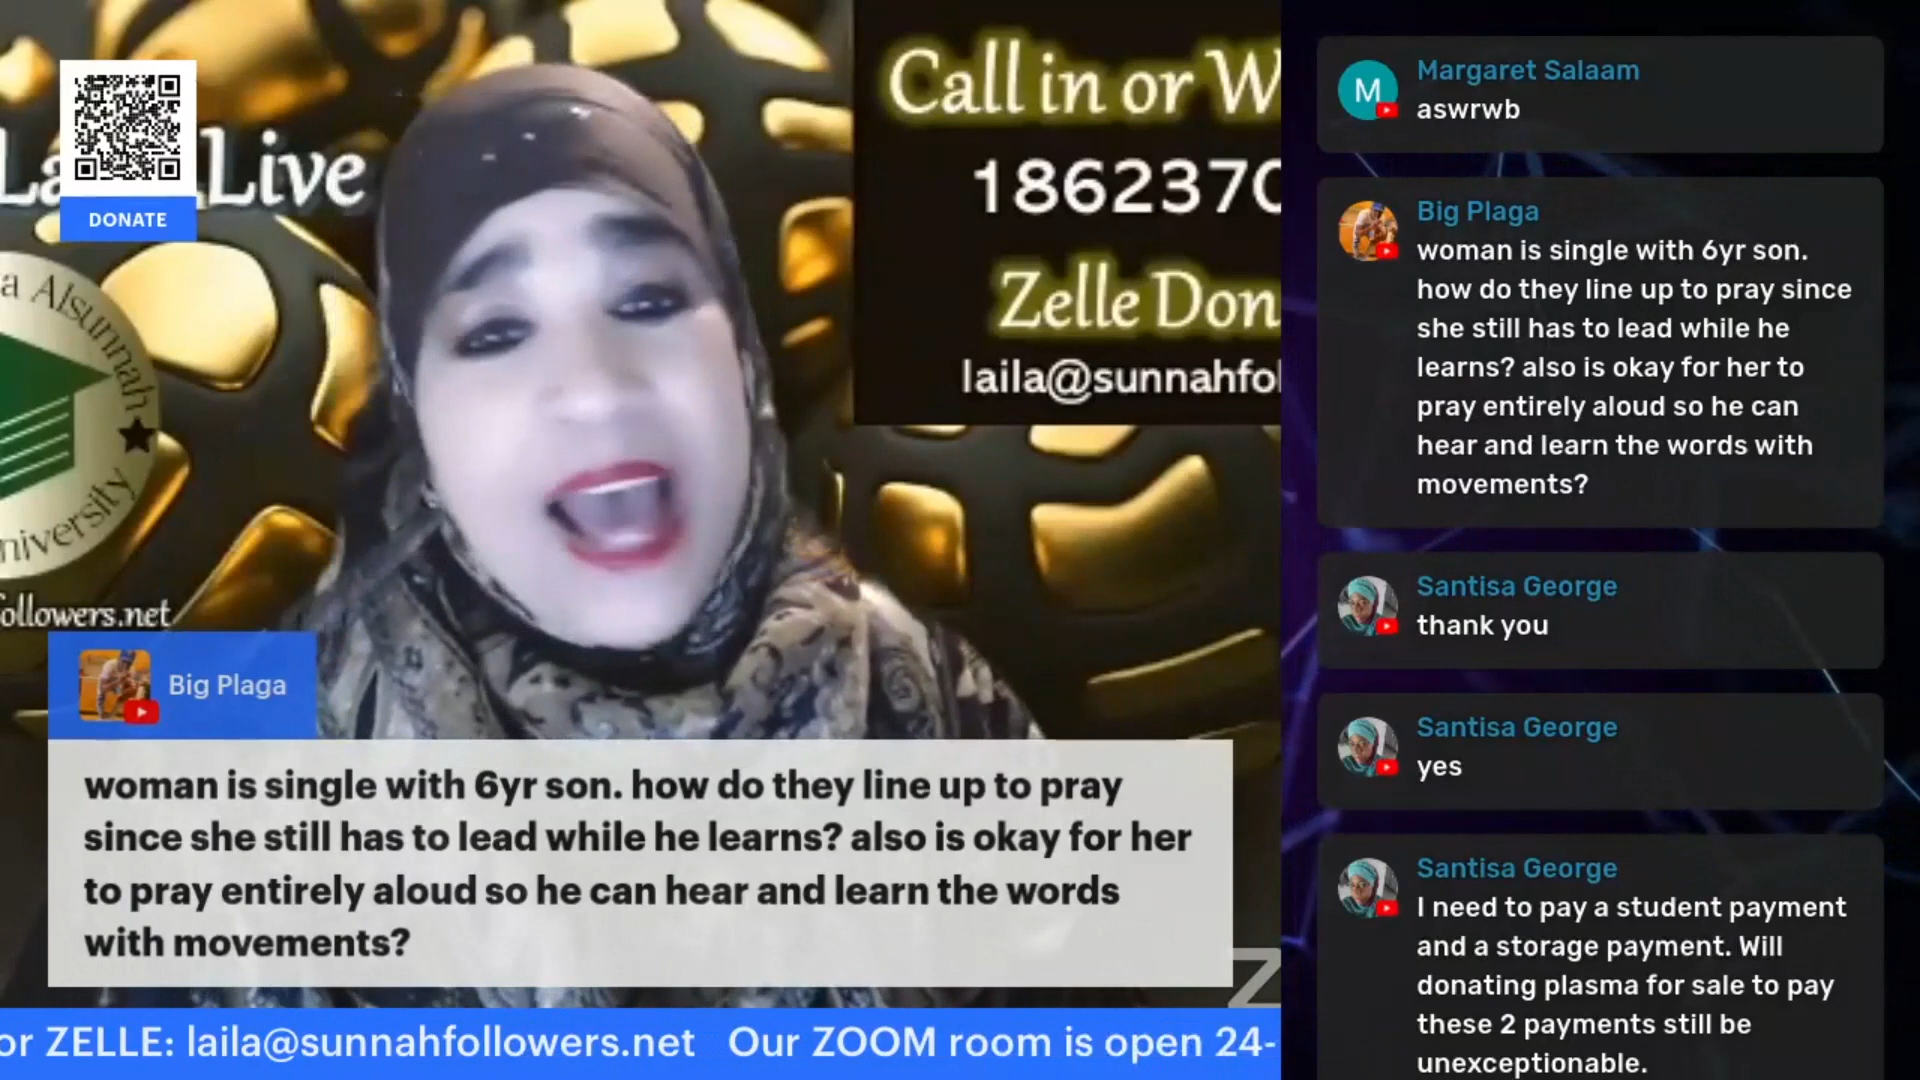 Call in or W
1862370
Zelle Don
laila@sunnahfol
La Live
DONATE
a Alsunnah
niversity
ollowers.net
Big Plaga
woman is single with 6yr son. how do they line up to pray
since she still has to lead while he learns? also is okay for her
to pray entirely aloud so he can hear and learn the words
with movements?
or ZELLE: laila@sunnahfollowers.net Our ZOOM room is open 24-
M
Margaret Salaam
aswrwb
Big Plaga
woman is single with 6yr son.
how do they line up to pray since
she still has to lead while he
learns? also is okay for her to
pray entirely aloud so he can
hear and learn the words with
movements?
Santisa George
thank you
Santisa George
yes
Santisa George
I need to pay a student payment
and a storage payment. Will
donating plasma for sale to pay
these 2 payments still be
unexceptionable.